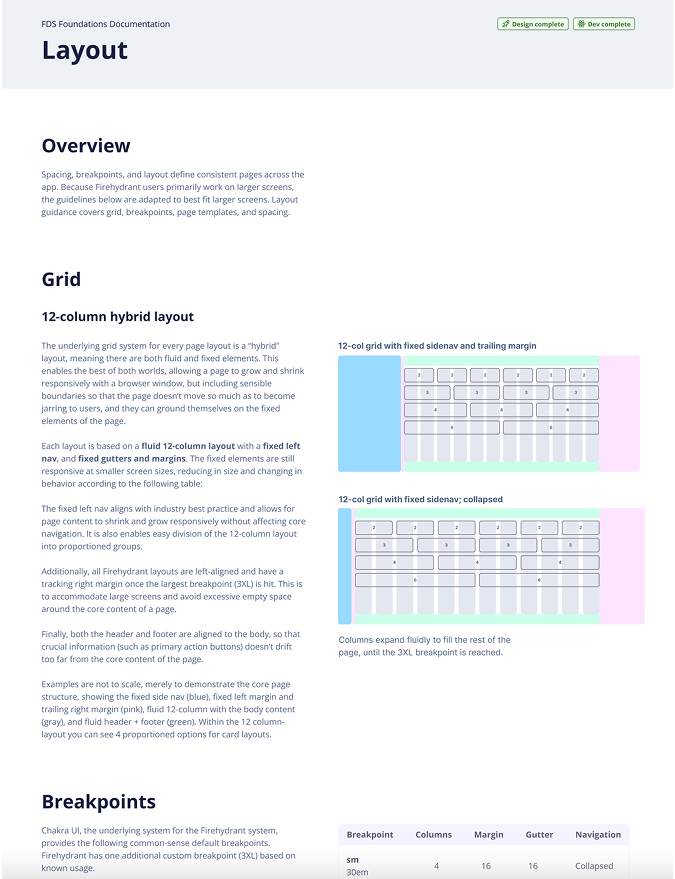 FDS Foundations Documentation
Design complete
Dev complete
Layout
Overview
Spacing, breakpoints, and layout define consistent pages across the
app. Because Firehydrant users primarily work on larger screens,
the guidelines below are adapted to best fit larger screens. Layout
guidance covers grid, breakpoints, page templates, and spacing.
Grid
12-column hybrid layout
The underlying grid system for every page layout is a “hybrid”
layout, meaning there are both fluid and fixed elements. This
enables the best of both worlds, allowing a page to grow and shrink
responsively with a browser window, but including sensible
boundaries so that the page doesn’t move so much as to become
jarring to users, and they can ground themselves on the fixed
elements of the page.
Each layout is based on a fluid 12-column layout with a fixed left
nav, and fixed gutters and margins. The fixed elements are still
responsive at smaller screen sizes, reducing in size and changing in
behavior according to the following table:
The fixed left nav aligns with industry best practice and allows for
page content to shrink and grow responsively without affecting core
navigation. It is also enables easy division of the 12-column layout
into proportioned groups.
Additionally, all Firehydrant layouts are left-aligned and have a
tracking right margin once the largest breakpoint (3XL) is hit. This is
to accommodate large screens and avoid excessive empty space
around the core content of a page.
Finally, both the header and footer are aligned to the body, so that
crucial information (such as primary action buttons) doesn’t drift
too far from the core content of the page.
Examples are not to scale, merely to demonstrate the core page
structure, showing the fixed side nav (blue), fixed left margin and
trailing right margin (pink), fluid 12-column with the body content
(gray), and fluid header + footer (green). Within the 12 column-
layout you can see 4 proportioned options for card layouts.
12-col grid with fixed sidenav and trailing margin
2 2 2 2 2 2
3 3 3 3
4 4 4
6 6
12-col grid with fixed sidenav; collapsed
2 2 2 2 2 2
3 3 3 3
4 4 4
6 6
Columns expand fluidly to fill the rest of the
page, until the 3XL breakpoint is reached.
Breakpoints
Chakra UI, the underlying system for the Firehydrant system,
provides the following common-sense default breakpoints.
Firehydrant has one additional custom breakpoint (3XL) based on
known usage.
Breakpoint Columns Margin Gutter Navigation
sm
30em
4 16 16 Collapsed